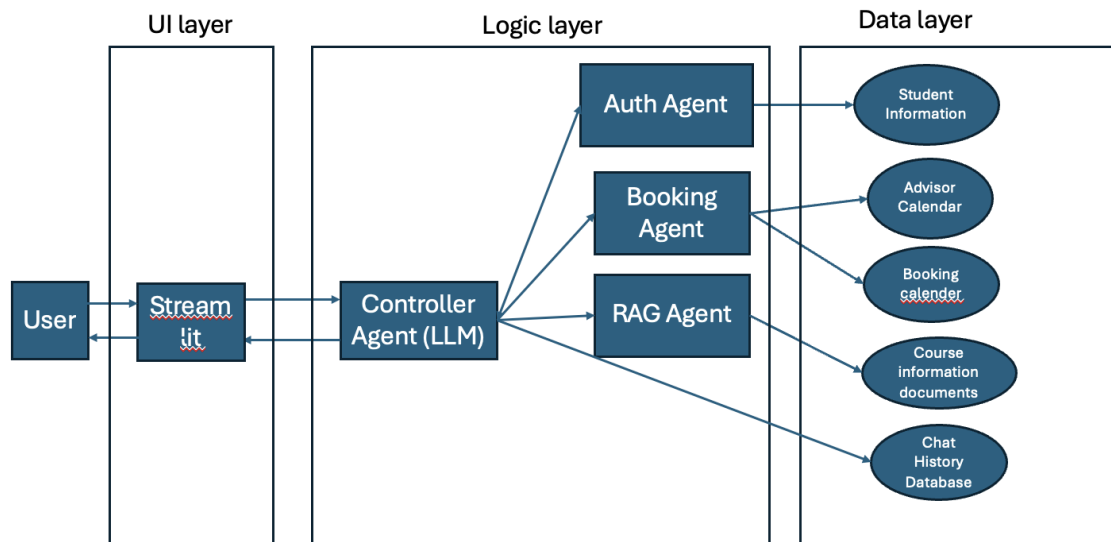 UI layer
Logic layer
Data layer
Auth Agent
Student
Information
Booking
Agent
Advisor
Calendar
Booking
calender
User
Stream
lit
Controller
Agent (LLM)
RAG Agent
Course
information
documents
Chat
History
Database